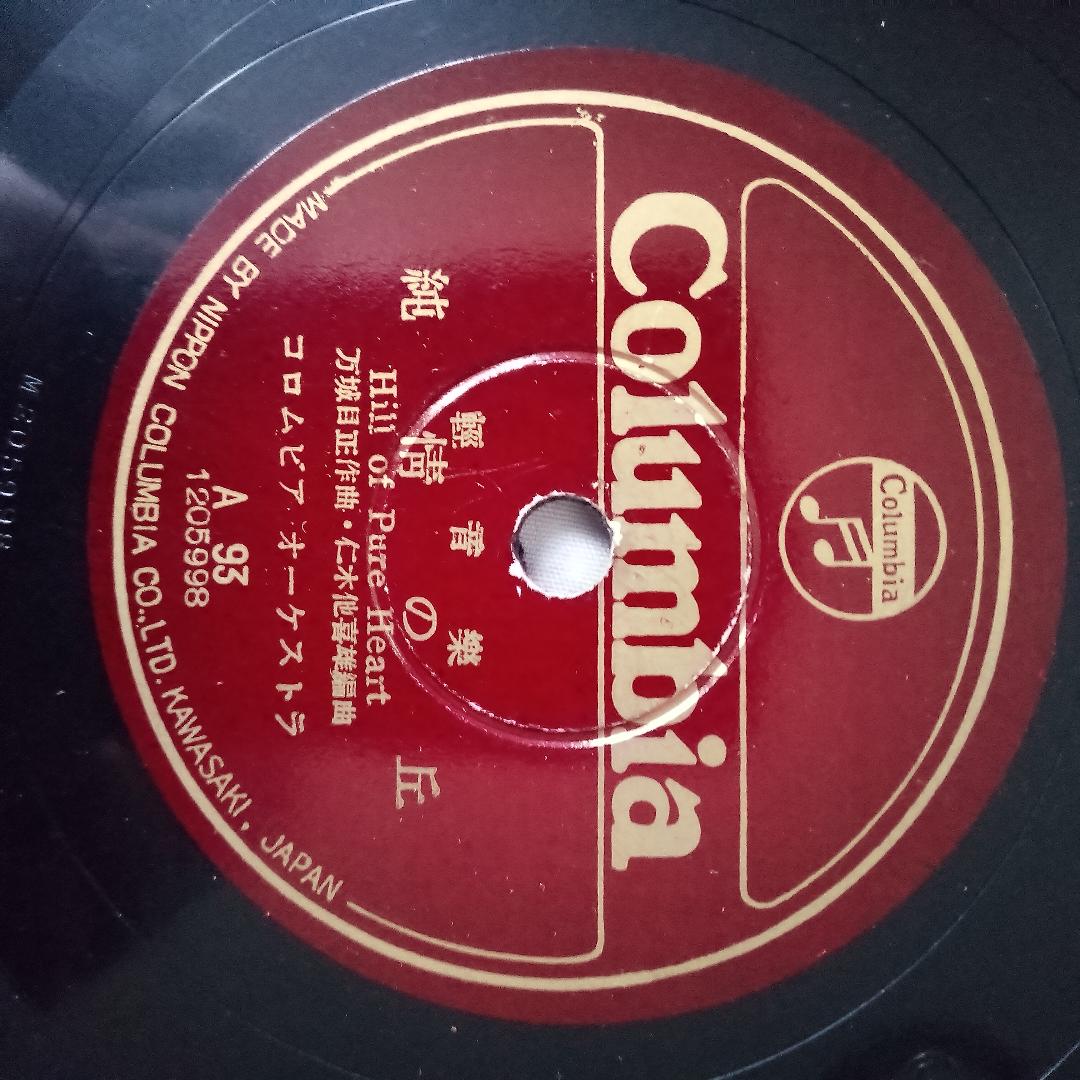 Columbia
Columbia
輕音樂
純情の丘
Hill of Pure Heart
万城目正作曲・仁木他喜雄編曲
コロムビア オーケストラ
A 93
1205998
MADE BY NIPPON COLUMBIA CO., LTD. KAWASAKI, JAPAN